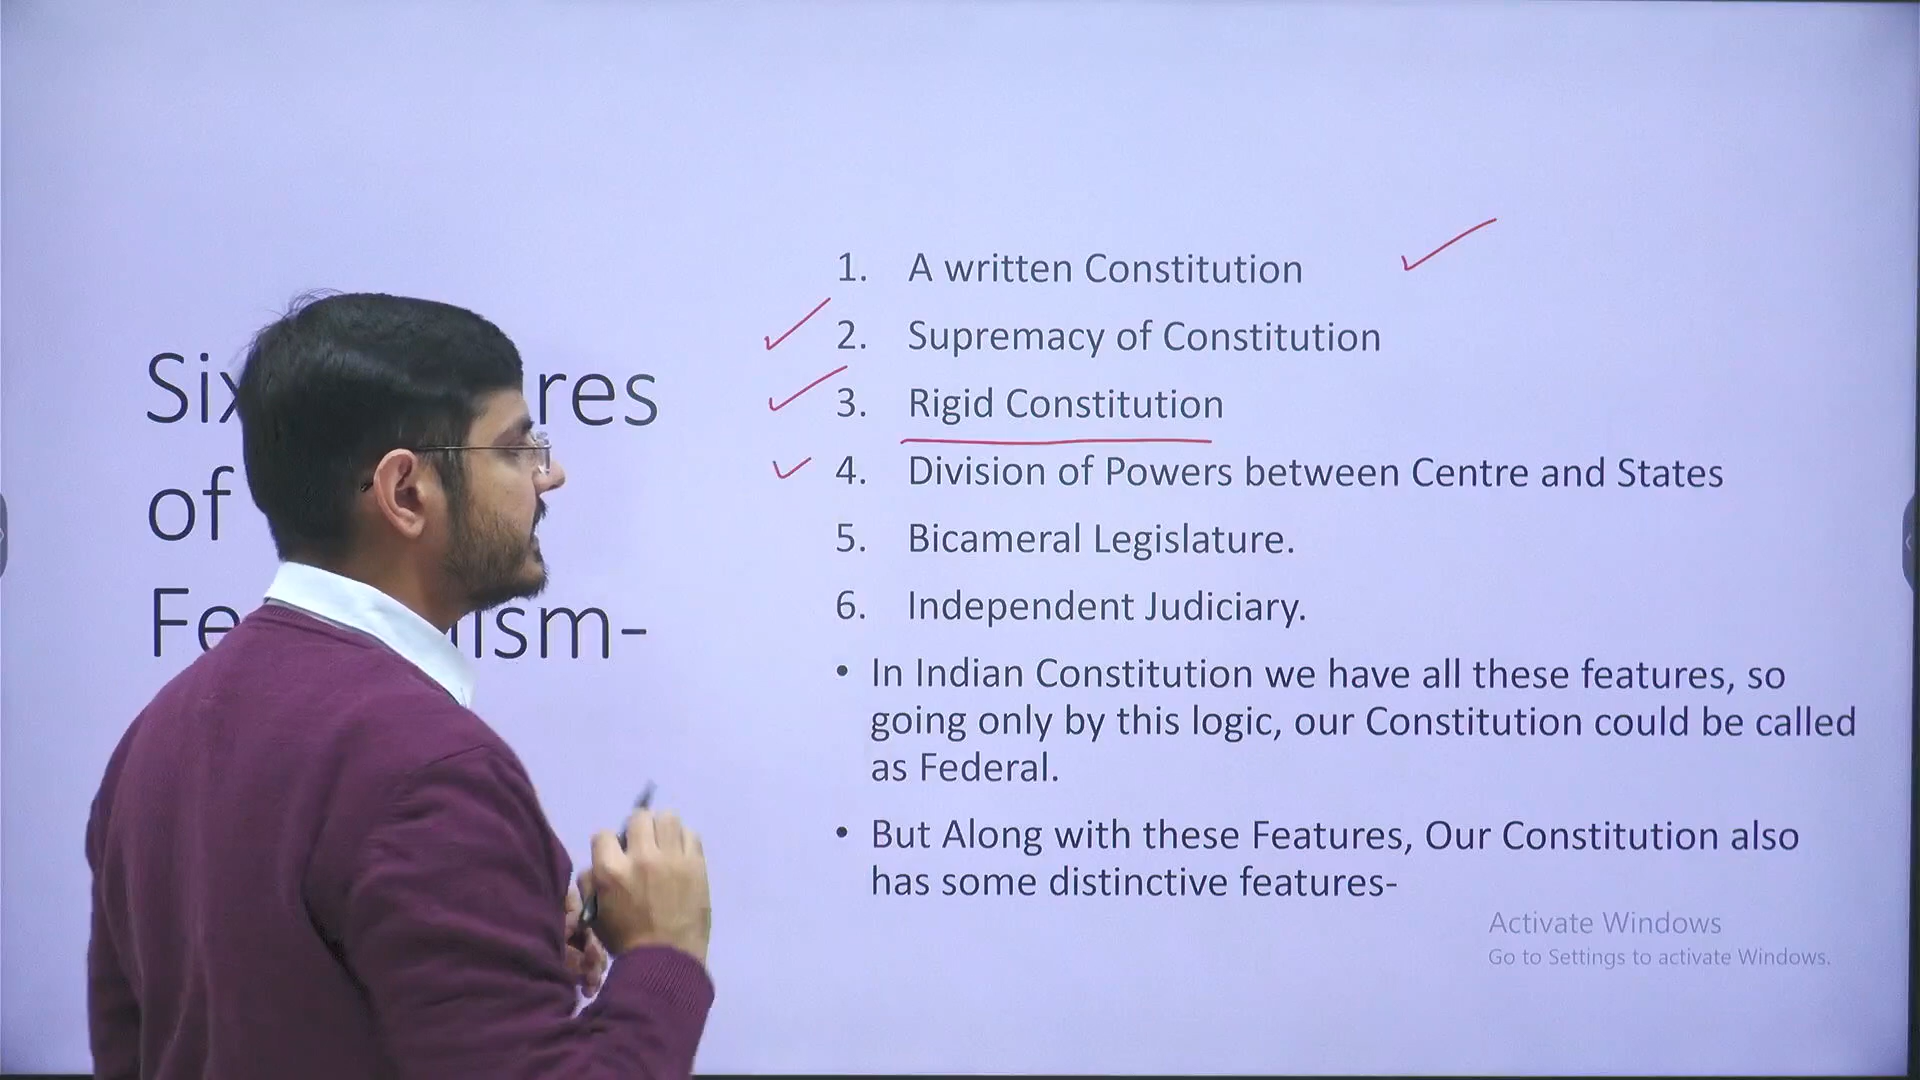 Six res
of
Fe ism-
1. A written Constitution
2. Supremacy of Constitution
3. Rigid Constitution
4. Division of Powers between Centre and States
5. Bicameral Legislature.
6. Independent Judiciary.
• In Indian Constitution we have all these features, so
going only by this logic, our Constitution could be called
as Federal.
• But Along with these Features, Our Constitution also
has some distinctive features-
Activate Windows
Go to Settings to activate Windows.